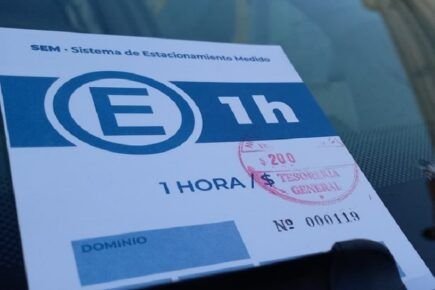 SEM · Sistema de Estacionamiento Medido
E 1h
1 HORA / $
$ 200
TESORERIA
GENERAL
Nº 000119
DOMINIO